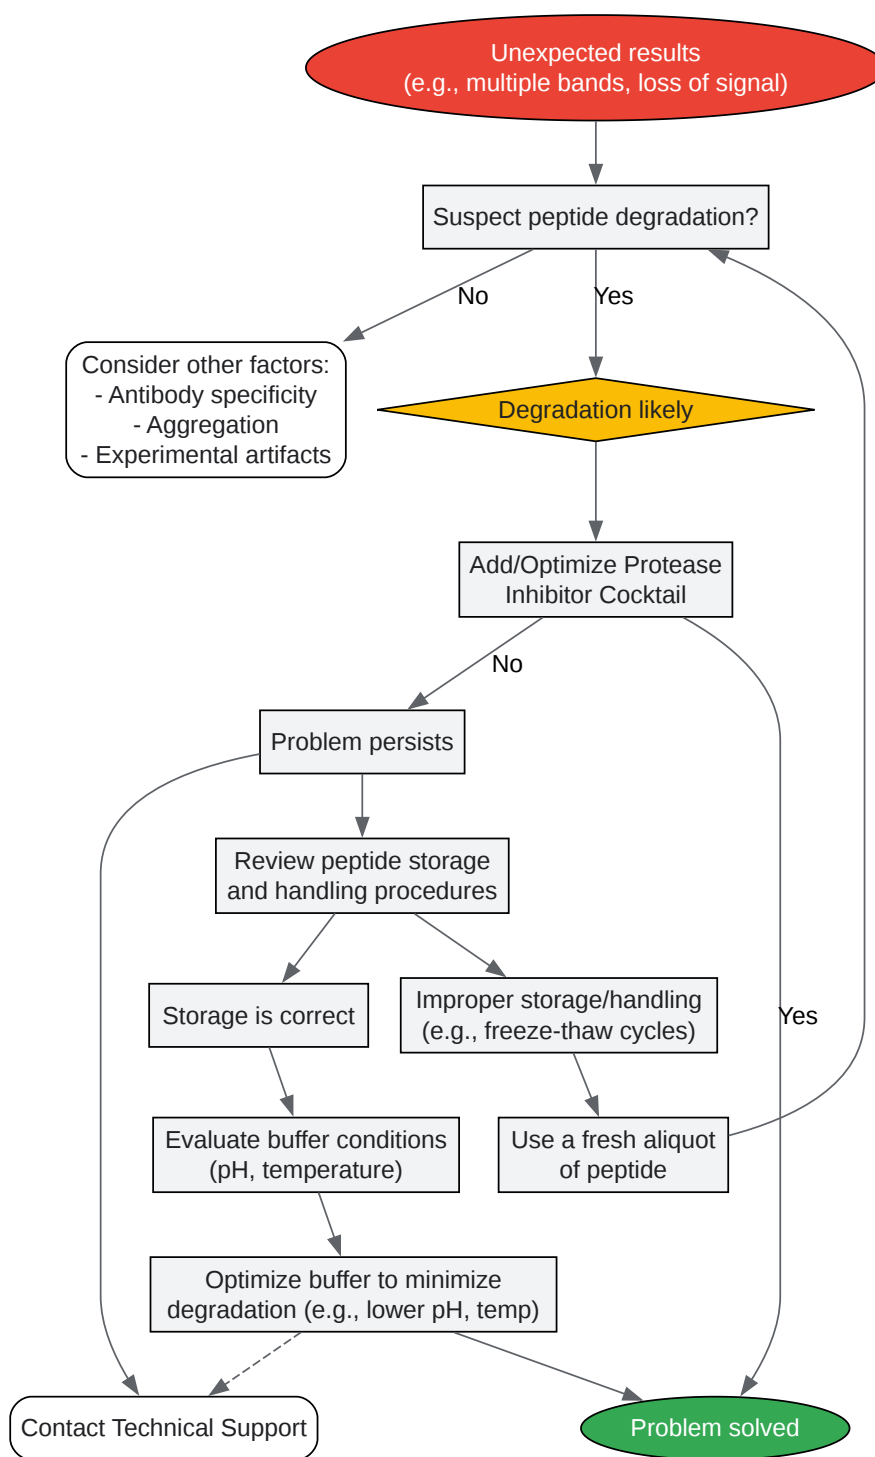 Unexpected results
(e.g., multiple bands, loss of signal)
Suspect peptide degradation?
No
Yes
Consider other factors:
- Antibody specificity
- Aggregation
- Experimental artifacts
Degradation likely
Add/Optimize Protease
Inhibitor Cocktail
No
Problem persists
Review peptide storage
and handling procedures
Storage is correct
Improper storage/handling
(e.g., freeze-thaw cycles)
Yes
Evaluate buffer conditions
(pH, temperature)
Use a fresh aliquot
of peptide
Optimize buffer to minimize
degradation (e.g., lower pH, temp)
Contact Technical Support
Problem solved